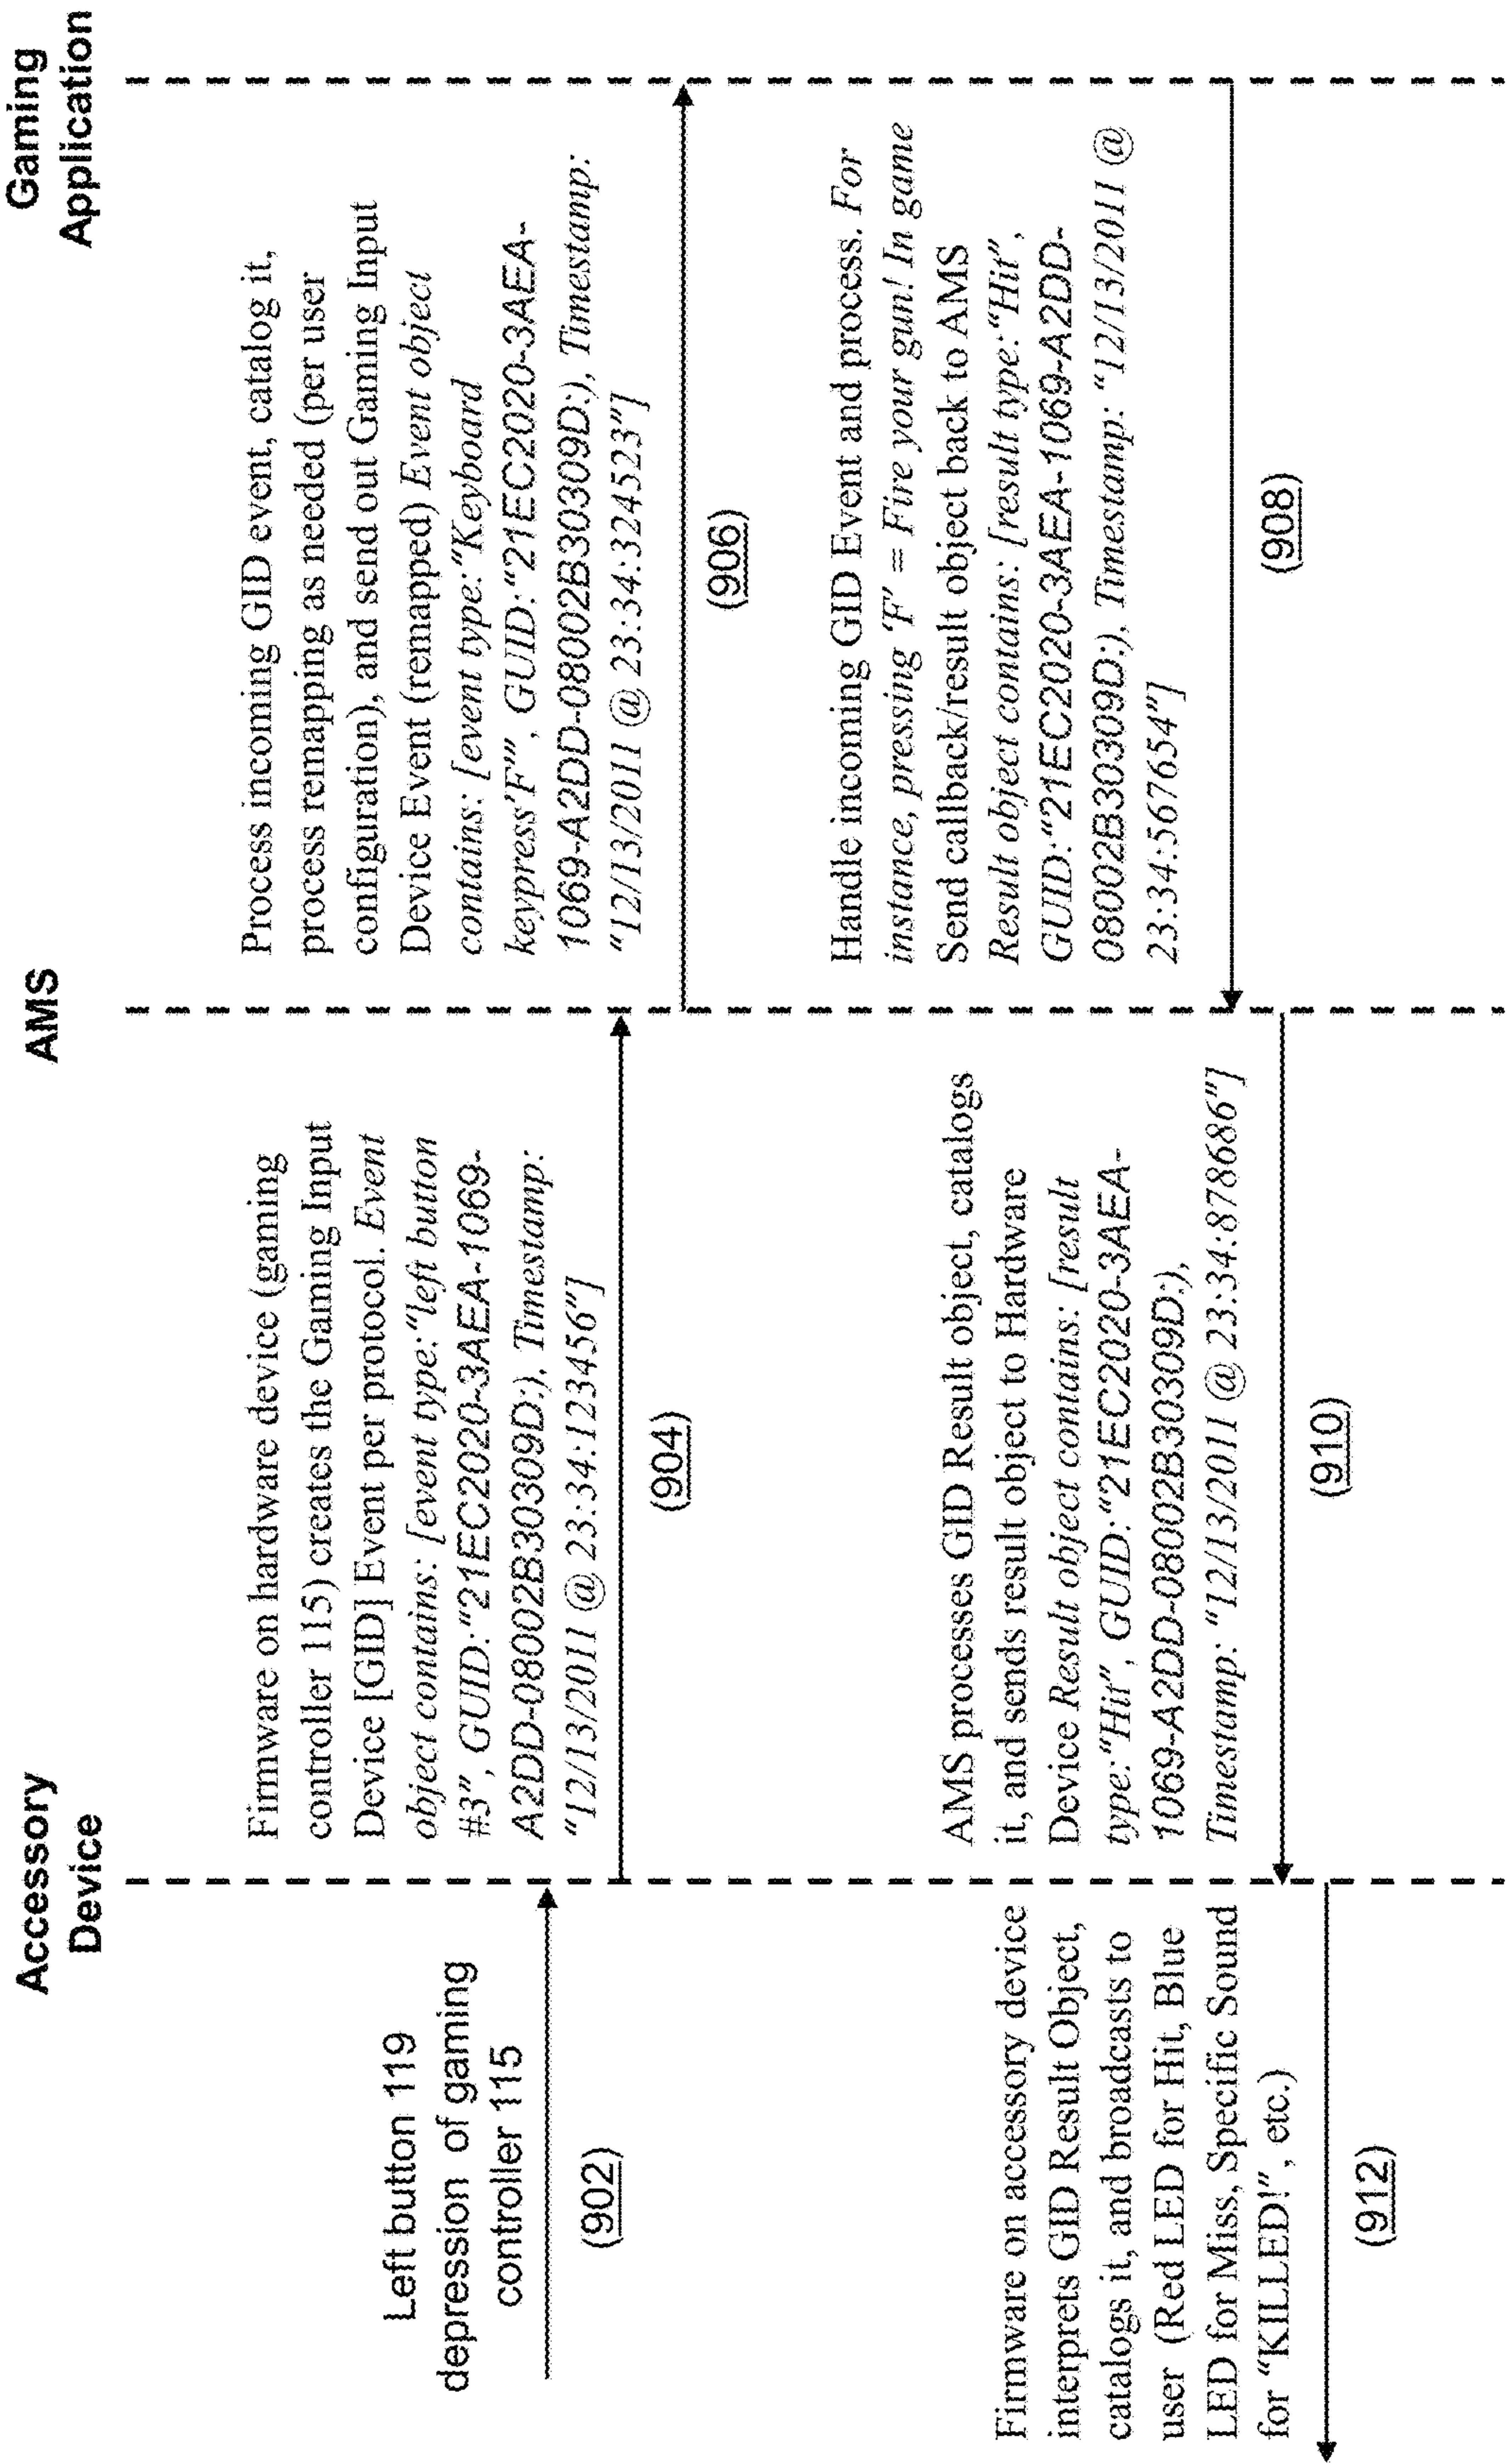 Accessory
Device
AMS
Gaming
Application
Left button 119
depression of gaming
controller 115
(902)
Firmware on hardware device (gaming
controller 115) creates the Gaming Input
Device [GID] Event per protocol. Event
object contains: [event type:"left button
#3", GUID:"21EC2020-3AEA-1069-
A2DD-08002B30309D:), Timestamp:
"12/13/2011 @ 23:34:123456"]
(904)
Process incoming GID event, catalog it,
process remapping as needed (per user
configuration), and send out Gaming Input
Device Event (remapped) Event object
contains: [event type:"Keyboard
keypress'F'", GUID:"21EC2020-3AEA-
1069-A2DD-08002B30309D:), Timestamp:
"12/13/2011 @ 23:34:324523"]
(906)
Handle incoming GID Event and process. For
instance, pressing 'F' = Fire your gun! In game
Send callback/result object back to AMS
Result object contains: [result type:"Hit",
GUID:"21EC2020-3AEA-1069-A2DD-
08002B30309D:), Timestamp: "12/13/2011 @
23:34:567654"]
(908)
AMS processes GID Result object, catalogs
it, and sends result object to Hardware
Device Result object contains: [result
type:"Hit", GUID:"21EC2020-3AEA-
1069-A2DD-08002B30309D:),
Timestamp: "12/13/2011 @ 23:34:878686"]
(910)
Firmware on accessory device
interprets GID Result Object,
catalogs it, and broadcasts to
user (Red LED for Hit, Blue
LED for Miss, Specific Sound
for "KILLED!", etc.)
(912)